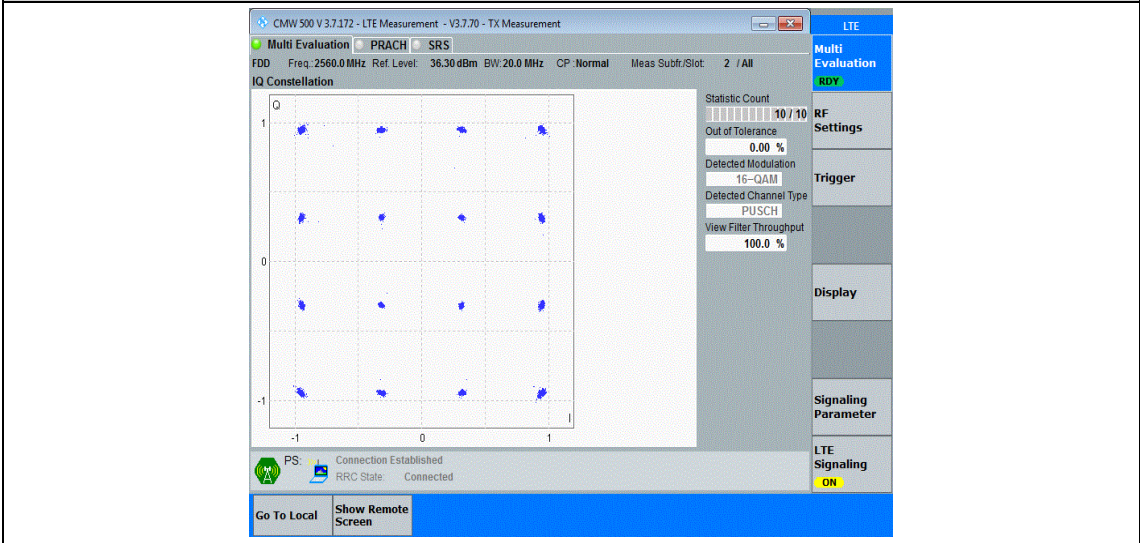 CMW 500 V 3.7.172 - LTE Measurement - V3.7.70 - TX Measurement
LTE
Multi Evaluation PRACH SRS
FDD Freq.:2560.0 MHz Ref. Level: 36.30 dBm BW:20.0 MHz CP :Normal Meas Subfr./Slot: 2 / All
IQ Constellation
Q
1
0
-1
-1 0 1
I
Statistic Count
10 / 10
Out of Tolerance
0.00 %
Detected Modulation
16-QAM
Detected Channel Type
PUSCH
View Filter Throughput
100.0 %
Multi
Evaluation
RDY
RF
Settings
Trigger
Display
Signaling
Parameter
LTE
Signaling
ON
PS: Connection Established
RRC State: Connected
Go To Local
Show Remote
Screen